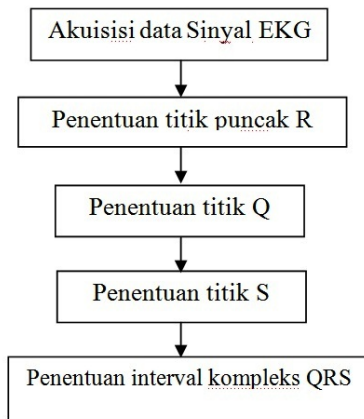 Akuisisi data Sinyal EKG
Penentuan titik puncak R
Penentuan titik Q
Penentuan titik S
Penentuan interval kompleks QRS